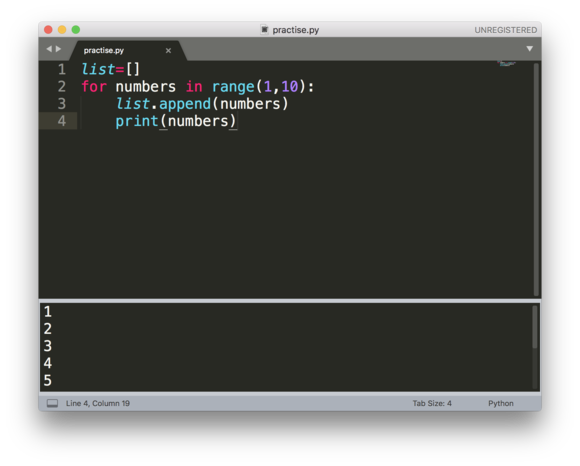 practise.py
UNREGISTERED
practise.py
1 list=[]
2 for numbers in range(1,10):
3     list.append(numbers)
4     print(numbers)
1
2
3
4
5
Line 4, Column 19 Tab Size: 4 Python